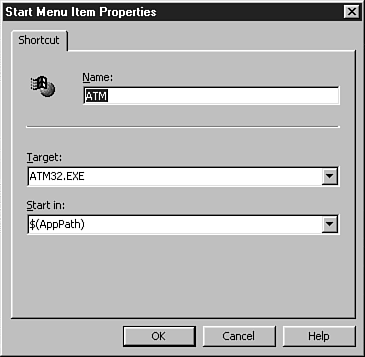 Start Menu Item Properties
Shortcut
Name:
ATM
Target:
ATM32.EXE
Start in:
$(AppPath)
OK
Cancel
Help